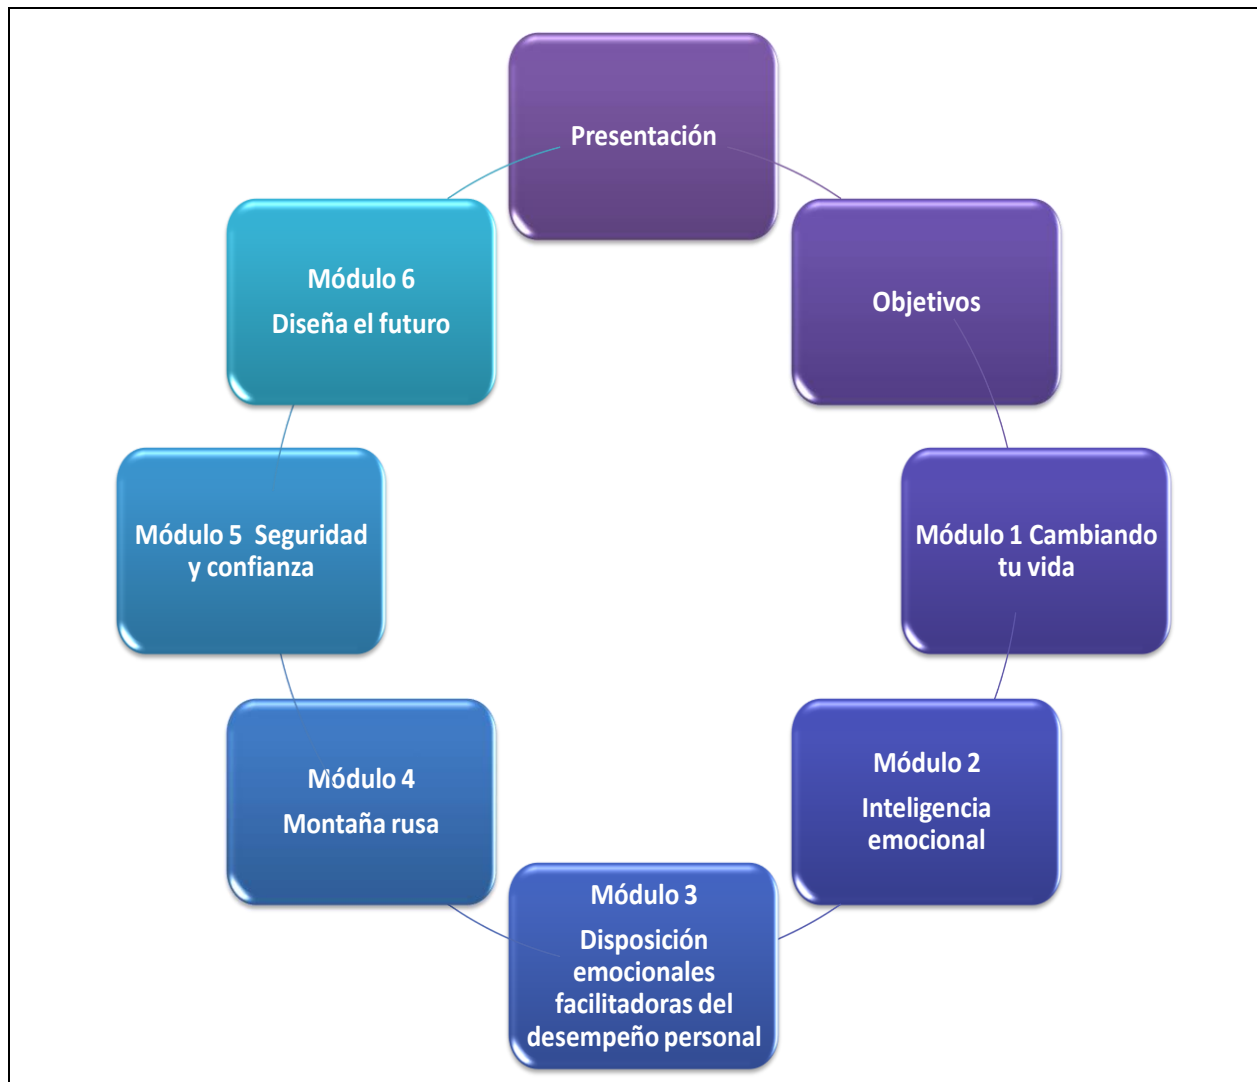 Presentación
Objetivos
Módulo 1 Cambiando
tu vida
Módulo 2
Inteligencia
emocional
Módulo 3
Disposición
emocionales
facilitadoras del
desempeño personal
Módulo 4
Montaña rusa
Módulo 5  Seguridad
y confianza
Módulo 6
Diseña el futuro